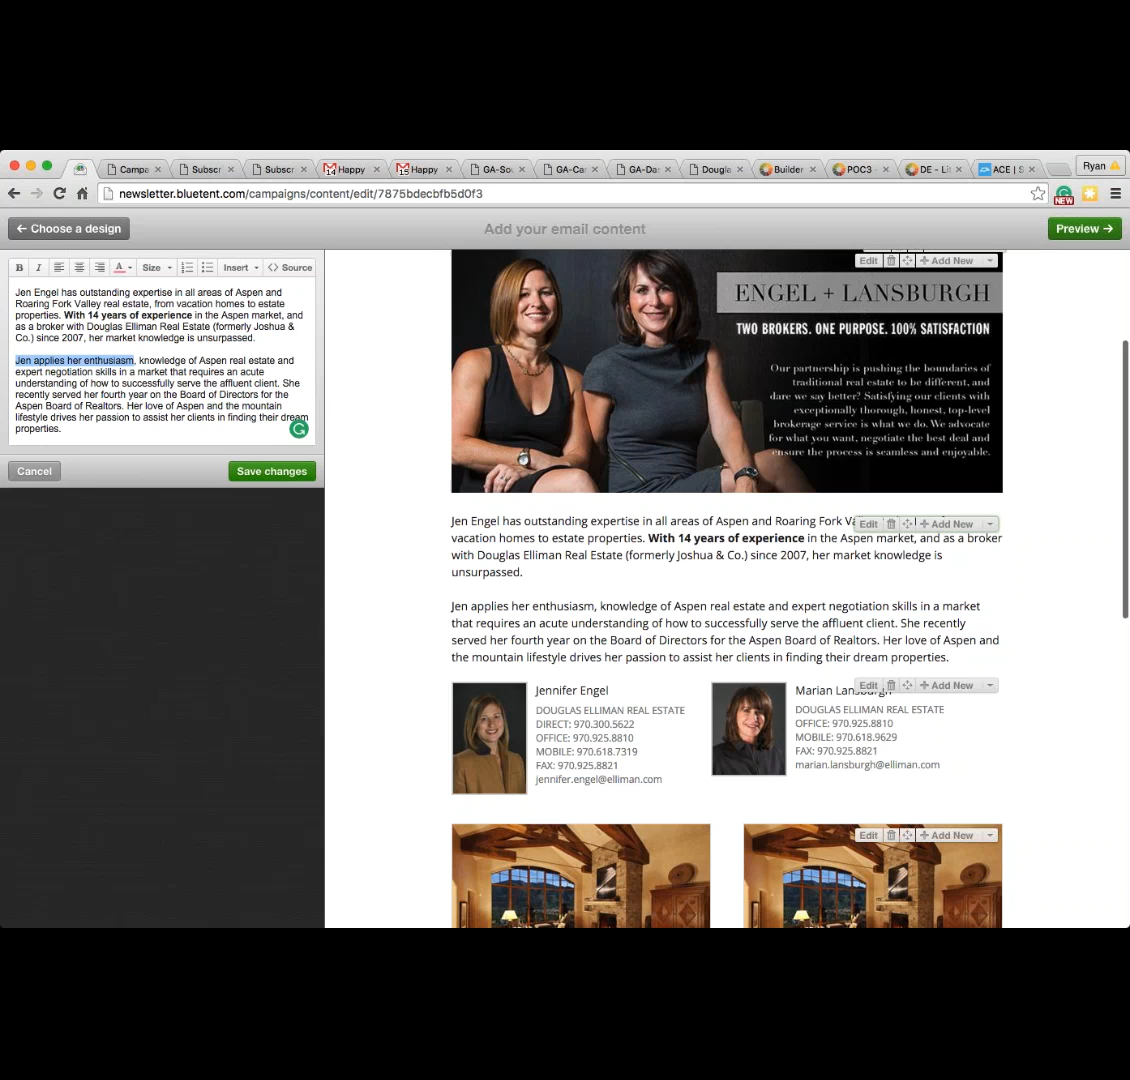 Campa
Subscr
Subscr
14 Happy
15 Happy
GA-So
GA-Car
GA-Da
Dougla
Builder
POC3 -
DE - Li
ACE | S
Ryan
newsletter.bluetent.com/campaigns/content/edit/7875bdecbfb5d0f3
NEW
← Choose a design
Add your email content
Preview →
B I A Size Insert <> Source
Jen Engel has outstanding expertise in all areas of Aspen and
Roaring Fork Valley real estate, from vacation homes to estate
properties. With 14 years of experience in the Aspen market, and
as a broker with Douglas Elliman Real Estate (formerly Joshua &
Co.) since 2007, her market knowledge is unsurpassed.
Jen applies her enthusiasm, knowledge of Aspen real estate and
expert negotiation skills in a market that requires an acute
understanding of how to successfully serve the affluent client. She
recently served her fourth year on the Board of Directors for the
Aspen Board of Realtors. Her love of Aspen and the mountain
lifestyle drives her passion to assist her clients in finding their dream
properties.
Cancel
Save changes
Edit + Add New
ENGEL + LANSBURGH
TWO BROKERS. ONE PURPOSE. 100% SATISFACTION
Our partnership is pushing the boundaries of
traditional real estate to be different, and
dare we say better? Satisfying our clients with
exceptionally thorough, honest, top-level
brokerage service is what we do. We advocate
for what you want, negotiate the best deal and
ensure the process is seamless and enjoyable.
Edit + Add New
Jen Engel has outstanding expertise in all areas of Aspen and Roaring Fork
vacation homes to estate properties. With 14 years of experience in the Aspen market, and as a broker
with Douglas Elliman Real Estate (formerly Joshua & Co.) since 2007, her market knowledge is
unsurpassed.
Jen applies her enthusiasm, knowledge of Aspen real estate and expert negotiation skills in a market
that requires an acute understanding of how to successfully serve the affluent client. She recently
served her fourth year on the Board of Directors for the Aspen Board of Realtors. Her love of Aspen and
the mountain lifestyle drives her passion to assist her clients in finding their dream properties.
Edit + Add New
Jennifer Engel
DOUGLAS ELLIMAN REAL ESTATE
DIRECT: 970.300.5622
OFFICE: 970.925.8810
MOBILE: 970.618.7319
FAX: 970.925.8821
jennifer.engel@elliman.com
Marian Lansburgh
DOUGLAS ELLIMAN REAL ESTATE
OFFICE: 970.925.8810
MOBILE: 970.618.9629
FAX: 970.925.8821
marian.lansburgh@elliman.com
Edit + Add New